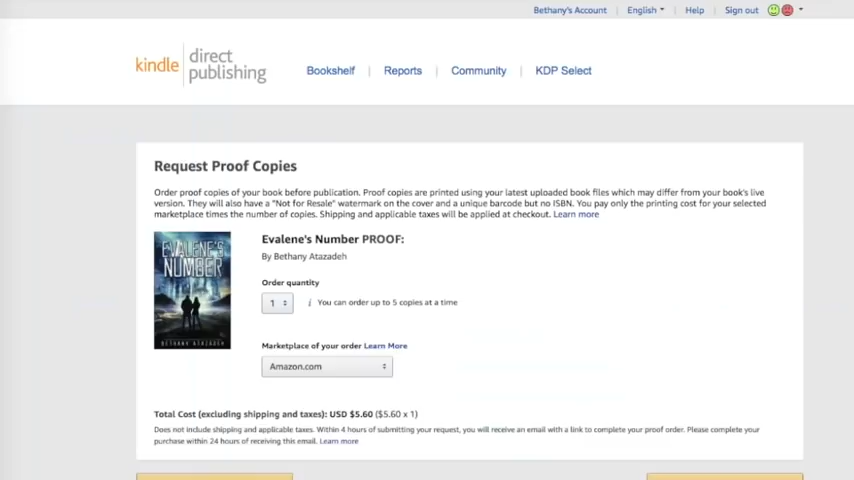 Bethany's Account
English
Help
Sign out
kindle direct publishing
Bookshelf
Reports
Community
KDP Select
Request Proof Copies
Order proof copies of your book before publication. Proof copies are printed using your latest uploaded book files which may differ from your book's live
version. They will also have a "Not for Resale" watermark on the cover and a unique barcode but no ISBN. You pay only the printing cost for your selected
marketplace times the number of copies. Shipping and applicable taxes will be applied at checkout. Learn more
EVALENE'S
NUMBER
BETHANY ATAZADEH
Evalene's Number PROOF:
By Bethany Atazadeh
Order quantity
1
i You can order up to 5 copies at a time
Marketplace of your order Learn More
Amazon.com
Total Cost (excluding shipping and taxes): USD $5.60 ($5.60 x 1)
Does not include shipping and applicable taxes. Within 4 hours of submitting your request, you will receive an email with a link to complete your proof order. Please complete your
purchase within 24 hours of receiving this email. Learn more